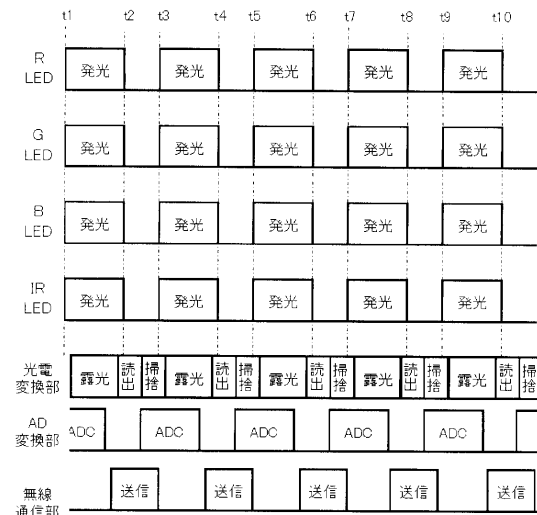 t1 t2 t3 t4 t5 t6 t7 t8 t9 t10
R
LED
発光 発光 発光 発光 発光
G
LED
発光 発光 発光 発光 発光
B
LED
発光 発光 発光 発光 発光
IR
LED
発光 発光 発光 発光 発光
光電
変換部
露光 読出 掃捨 露光 読出 掃捨 露光 読出 掃捨 露光 読出 掃捨 露光 読出 掃捨
AD
変換部
ADC ADC ADC ADC ADC
無線
通信部
送信 送信 送信 送信 送信